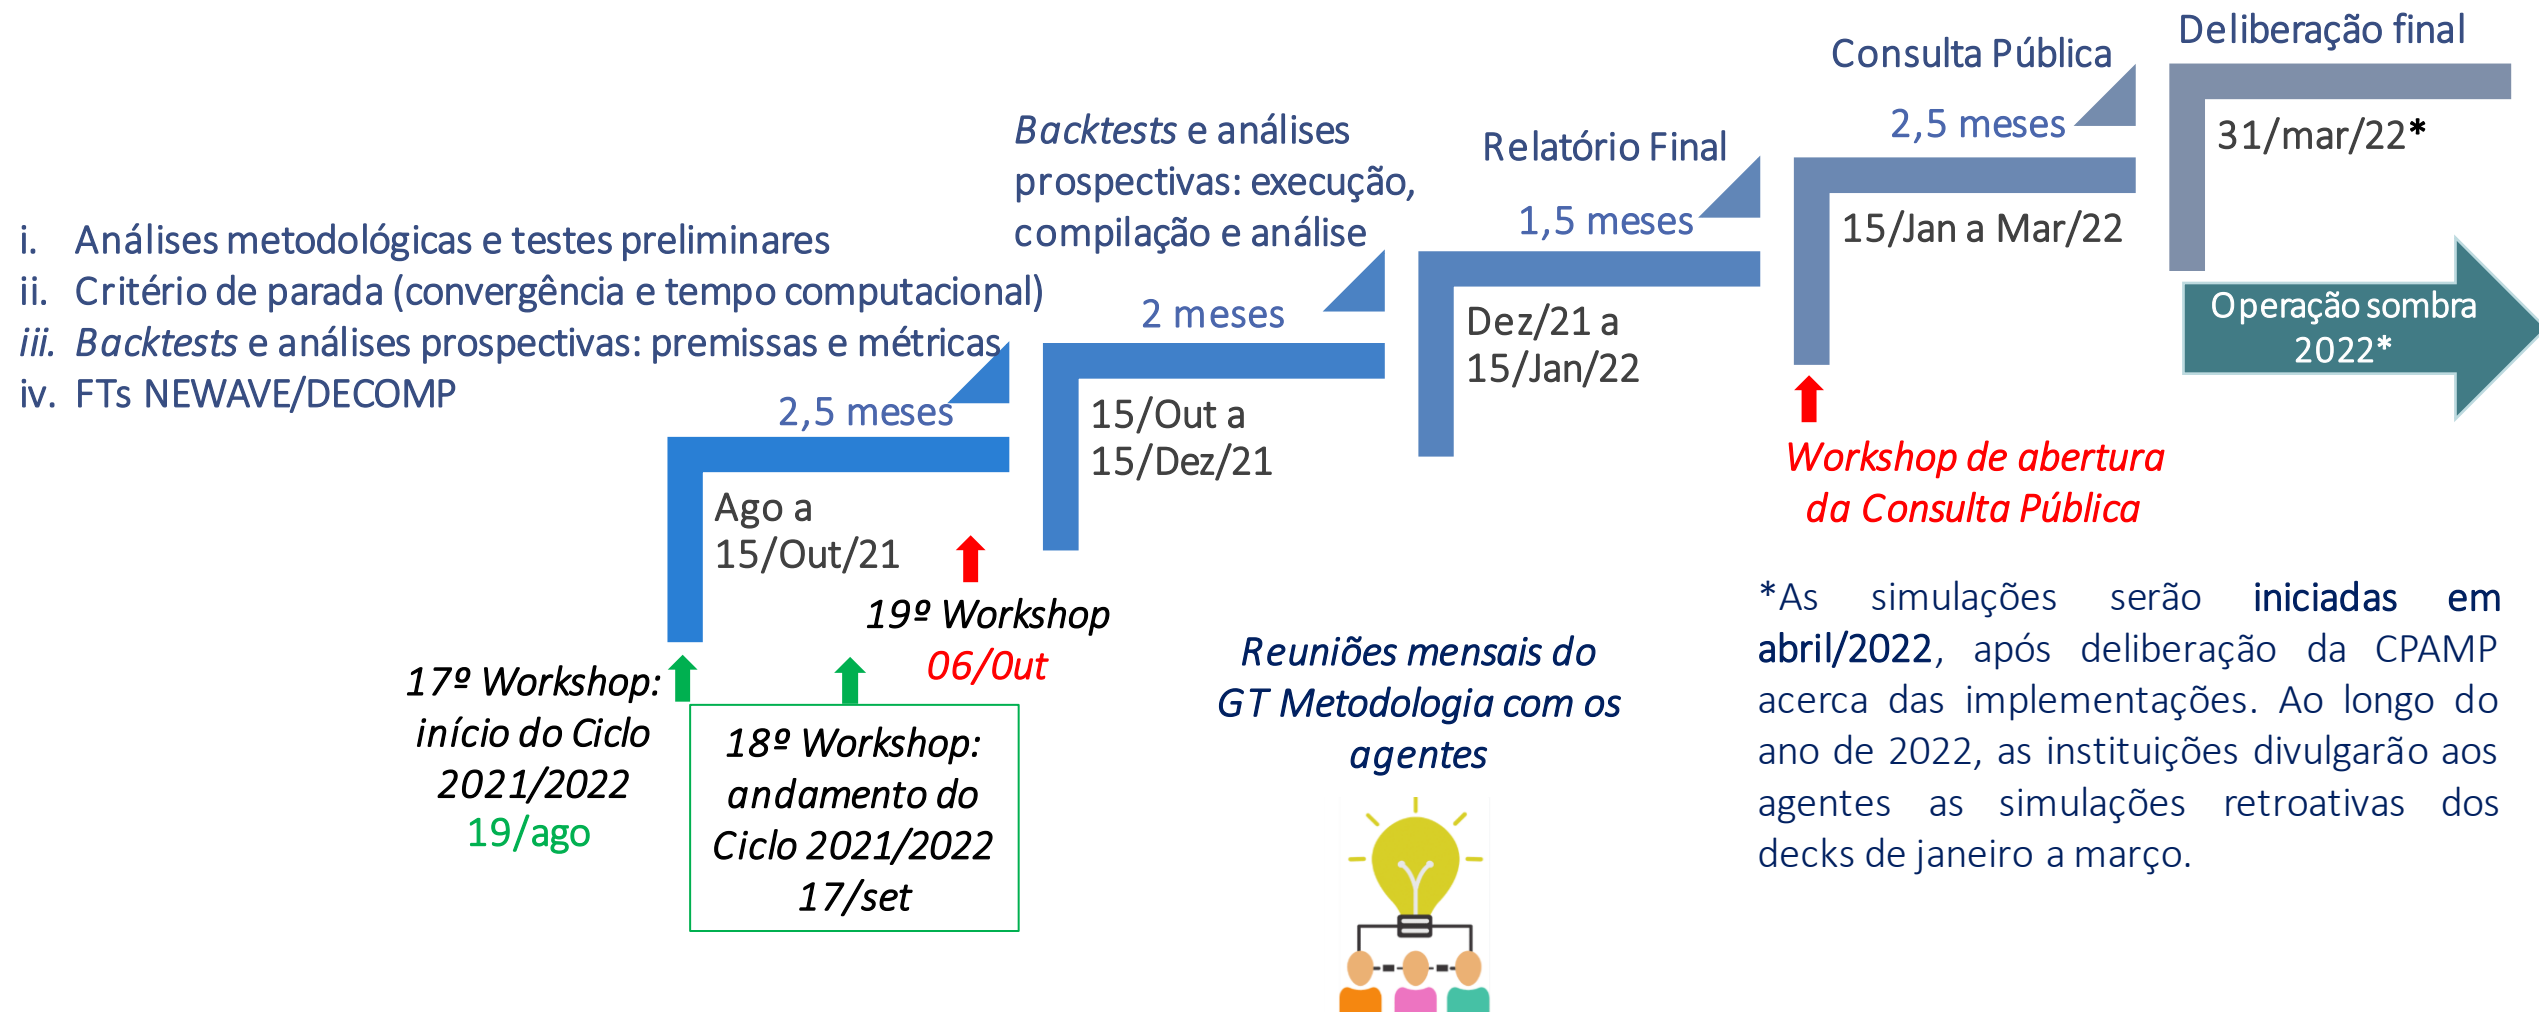 i. Análises metodológicas e testes preliminares
ii. Critério de parada (convergência e tempo computacional)
iii. Backtests e análises prospectivas: premissas e métricas
iv. FTs NEWAVE/DECOMP
2,5 meses
Ago a
15/Out/21
17º Workshop:
início do Ciclo
2021/2022
19/ago
18º Workshop:
andamento do
Ciclo 2021/2022
17/set
19º Workshop
06/0ut
Backtests e análises
prospectivas: execução,
compilação e análise
2 meses
15/Out a
15/Dez/21
Relatório Final
1,5 meses
Dez/21 a
15/Jan/22
Consulta Pública
2,5 meses
15/Jan a Mar/22
Workshop de abertura
da Consulta Pública
Deliberação final
31/mar/22*
Operação sombra
2022*
Reuniões mensais do
GT Metodologia com os
agentes
*As simulações serão iniciadas em
abril/2022, após deliberação da CPAMP
acerca das implementações. Ao longo do
ano de 2022, as instituições divulgarão aos
agentes as simulações retroativas dos
decks de janeiro a março.